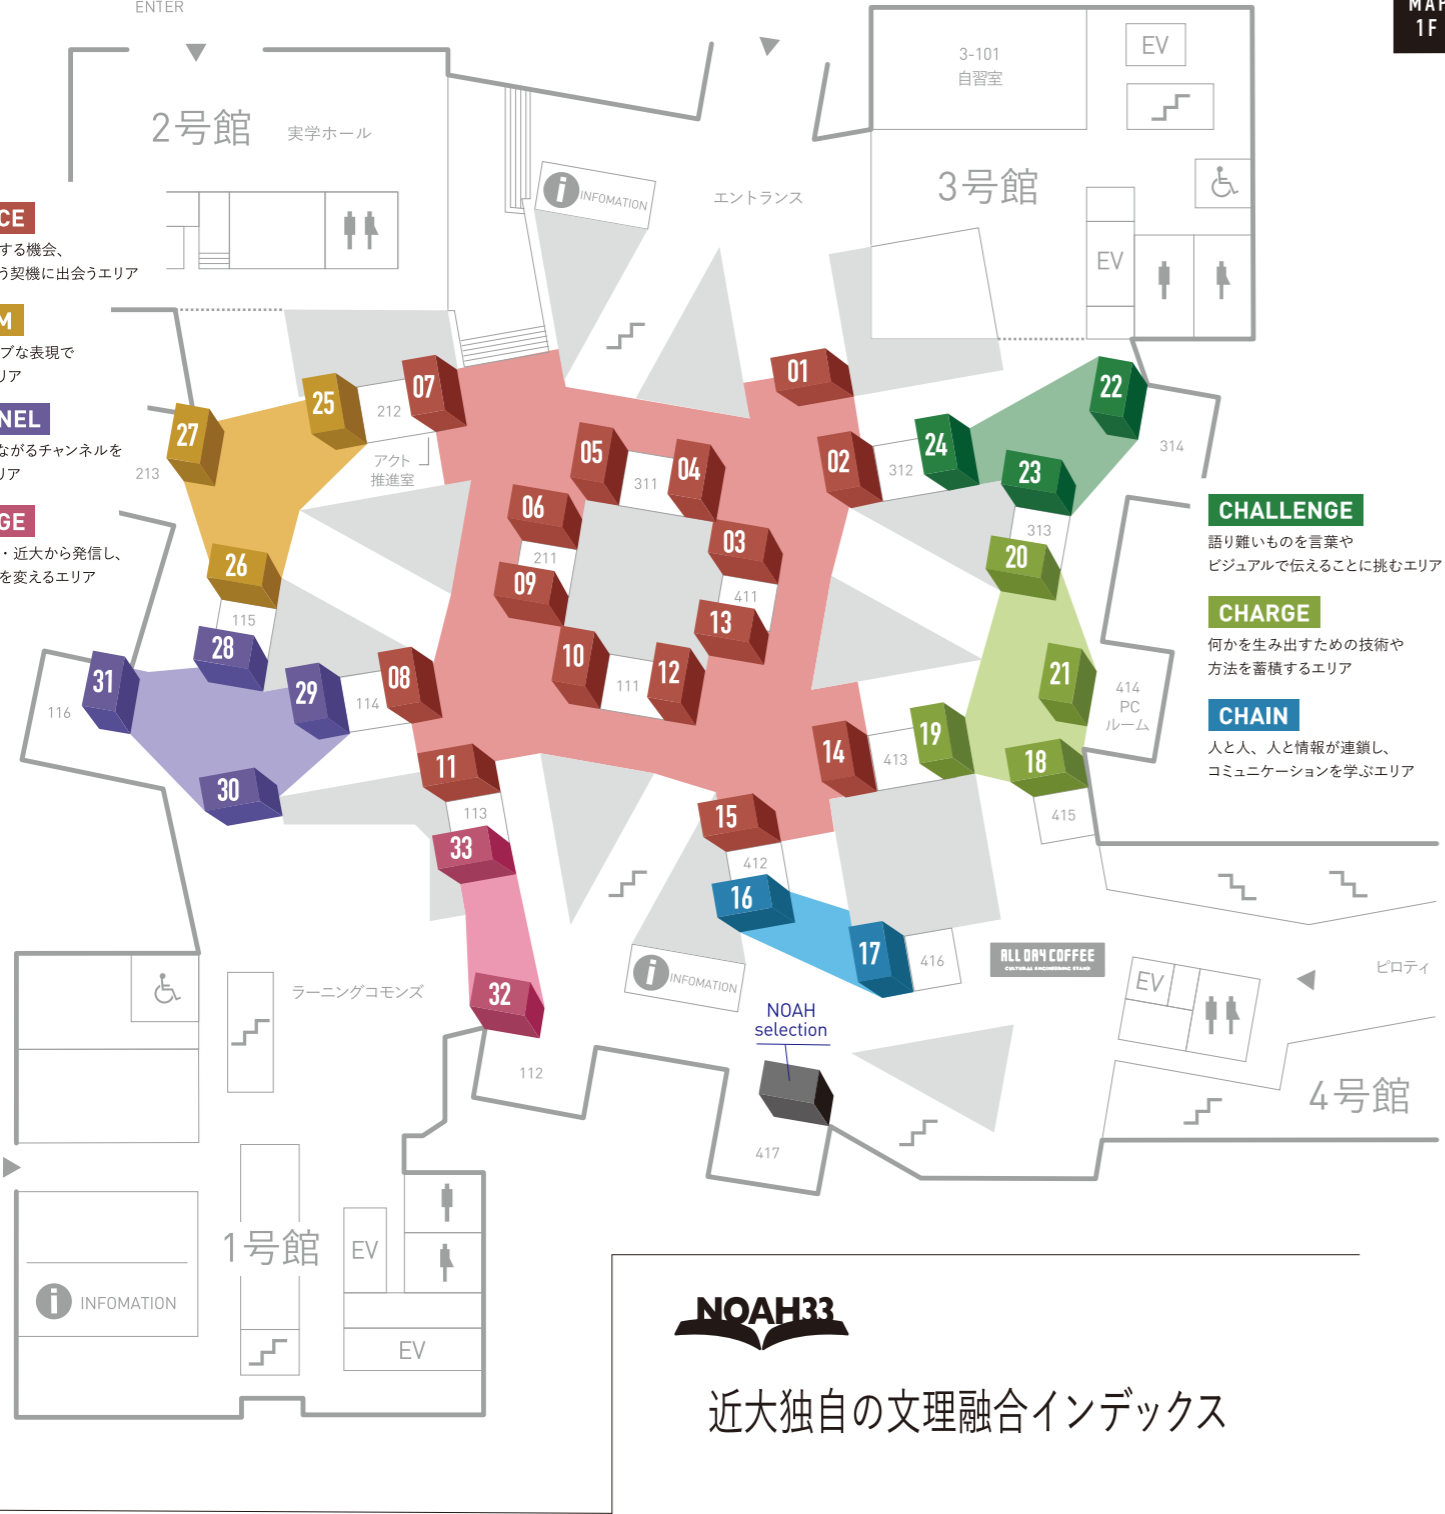 ENTER
MAP
1F
2号館
実学ホール
INFOMATION
エントランス
3-101
自習室
EV
3号館
EV
CE
する機会、
う契機に出会うエリア
M
ブな表現で
リア
NEL
ながるチャンネルを
リア
GE
・近大から発信し、
を変えるエリア
01
02
03
04
05
06
07
08
09
10
11
12
13
14
15
16
17
18
19
20
21
22
23
24
25
26
27
28
29
30
31
32
33
212
アクト
推進室
213
311
211
411
111
312
313
314
115
116
114
113
112
412
413
414
PC
ルーム
415
416
417
CHALLENGE
語り難いものを言葉や
ビジュアルで伝えることに挑むエリア
CHARGE
何かを生み出すための技術や
方法を蓄積するエリア
CHAIN
人と人、人と情報が連鎖し、
コミュニケーションを学ぶエリア
ラーニングコモンズ
INFOMATION
NOAH
selection
ALL DAY COFFEE
CULTURAL ENGINEERING STAND
EV
ピロティ
4号館
1号館
EV
INFOMATION
EV
NOAH33
近大独自の文理融合インデックス